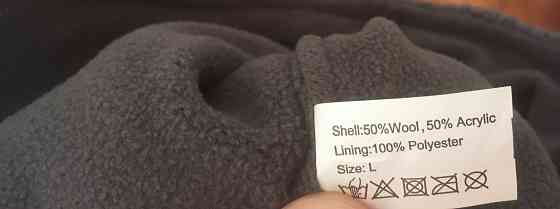 Shell:50%Wool,50% Acrylic
Lining:100% Polyester
Size: L